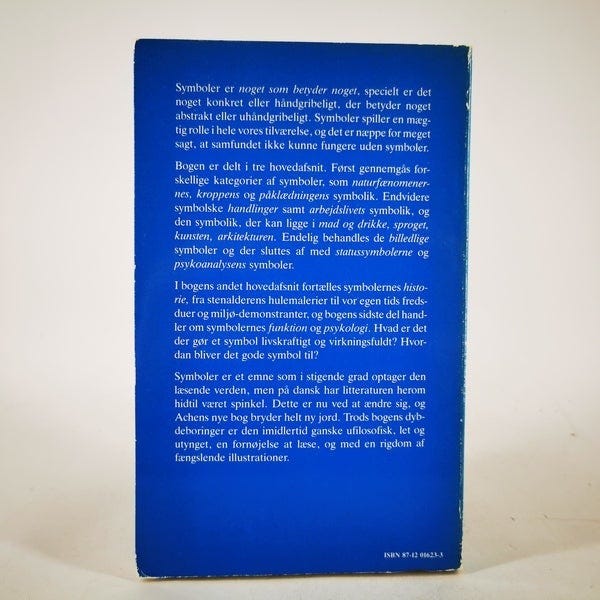 Symboler er noget som betyder noget, specielt er det
noget konkret eller håndgribeligt, der betyder noget
abstrakt eller uhåndgribeligt. Symboler spiller en mæg-
tig rolle i hele vores tilværelse, og det er næppe for meget
sagt, at samfundet ikke kunne fungere uden symboler.
Bogen er delt i tre hovedafsnit. Først gennemgås for-
skellige kategorier af symboler, som naturfænomener-
nes, kroppens og påklædningens symbolik. Endvidere
symbolske handlinger samt arbejdslivets symbolik, og
den symbolik, der kan ligge i mad og drikke, sproget,
kunsten, arkitekturen. Endelig behandles de billedlige
symboler og der sluttes af med statussymbolerne og
psykoanalysens symboler.
I bogens andet hovedafsnit fortælles symbolernes histo-
rie, fra stenalderens hulemalerier til vor egen tids freds-
duer og miljø-demonstranter, og bogens sidste del hand-
ler om symbolernes funktion og psykologi. Hvad er det
der gør et symbol livskraftigt og virkningsfuldt? Hvor-
dan bliver det gode symbol til?
Symboler er et emne som i stigende grad optager den
læsende verden, men på dansk har litteraturen herom
hidtil været spinkel. Dette er nu ved at ændre sig, og
Achens nye bog bryder helt ny jord. Trods bogens dyb-
deboringer er den imidlertid ganske ufilosofisk, let og
utynget, en fornøjelse at læse, og med en rigdom af
fængslende illustrationer.
ISBN 87-12 01623-3